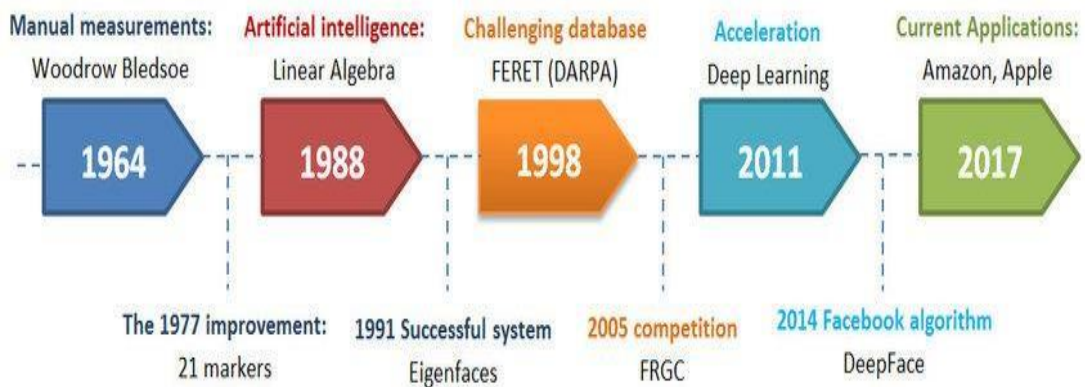 Manual measurements:
Woodrow Bledsoe
1964
Artificial intelligence:
Linear Algebra
1988
Challenging database
FERET (DARPA)
1998
Acceleration
Deep Learning
2011
Current Applications:
Amazon, Apple
2017
The 1977 improvement:
21 markers
1991 Successful system
Eigenfaces
2005 competition
FRGC
2014 Facebook algorithm
DeepFace